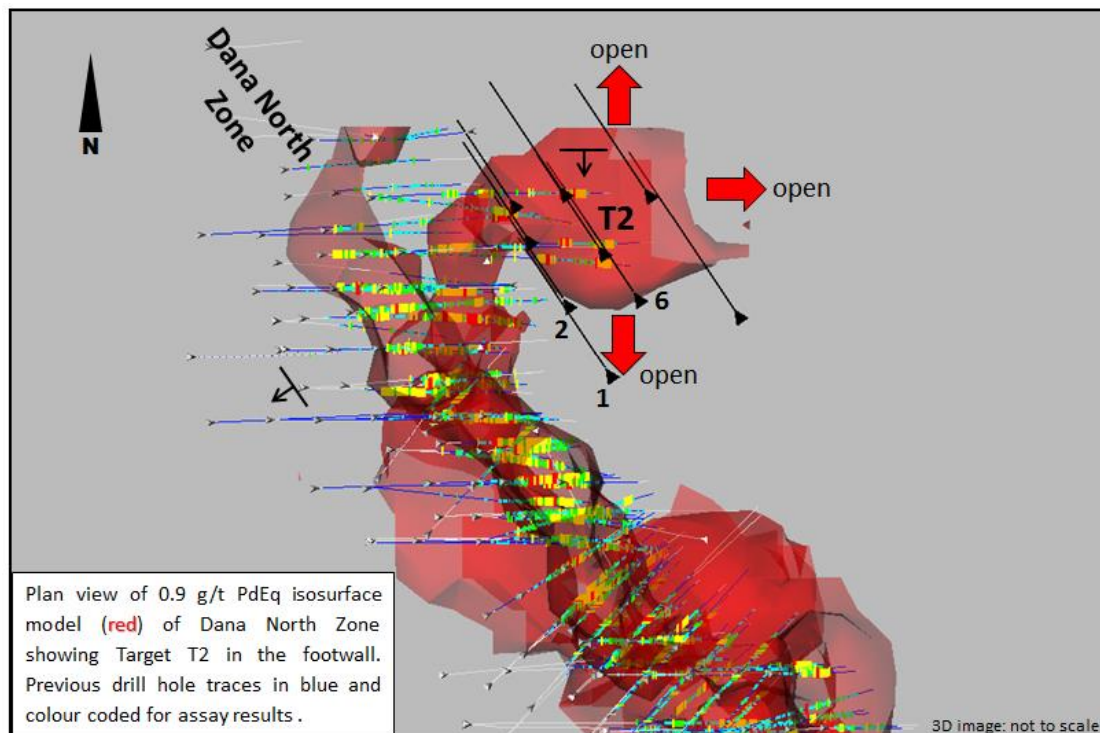 Dana North
Zone
N
open
open
T2
6
2
open
1
Plan view of 0.9 g/t PdEq isosurface
model (red) of Dana North Zone
showing Target T2 in the footwall.
Previous drill hole traces in blue and
colour coded for assay results .
3D image: not to scale